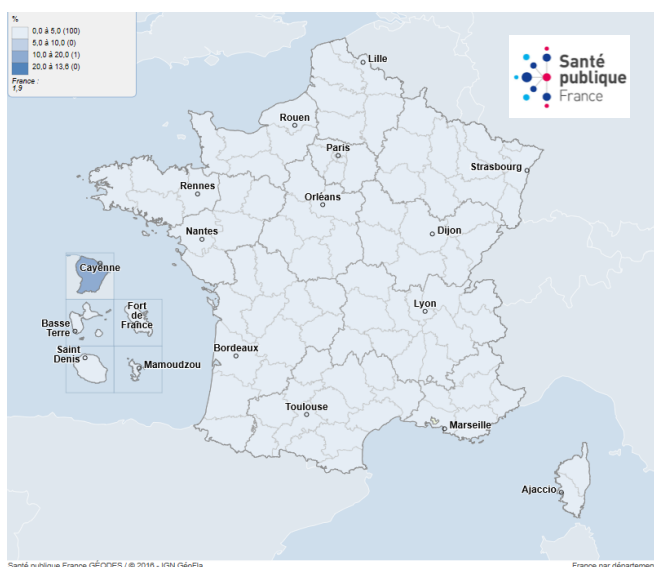 %
0,0 à 5,0 (100)
5,0 à 10,0 (0)
10,0 à 20,0 (1)
20,0 à 13,6 (0)
France :
1,9
Santé
publique
France
Lille
Rouen
Paris
Strasbourg
Rennes
Orléans
Nantes
Dijon
Cayenne
Fort
de
France
Basse
Terre
Lyon
Saint
Denis
Mamoudzou
Bordeaux
Toulouse
Marseille
Ajaccio
Santé publique France GÉODES / © 2016 - IGN GéoFla
France par départemen